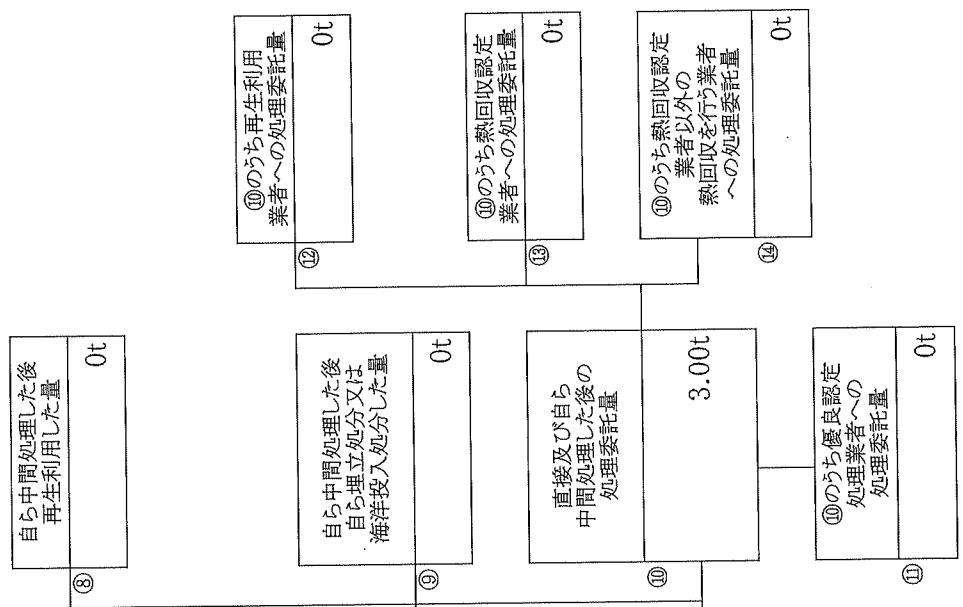 ⑧
自ら中間処理した後
再生利用した量
0t
⑨
自ら中間処理した後
自ら埋立処分又は
海洋投入処分した量
0t
⑩
直接及び自ら
中間処理した後の
処理委託量
3.00t
⑪
⑩のうち優良認定
処理業者への
処理委託量
0t
⑫
⑩のうち再生利用
業者への処理委託量
0t
⑬
⑩のうち熱回収認定
業者への処理委託量
0t
⑭
⑩のうち熱回収認定
業者以外の
熱回収を行う業者
への処理委託量
0t